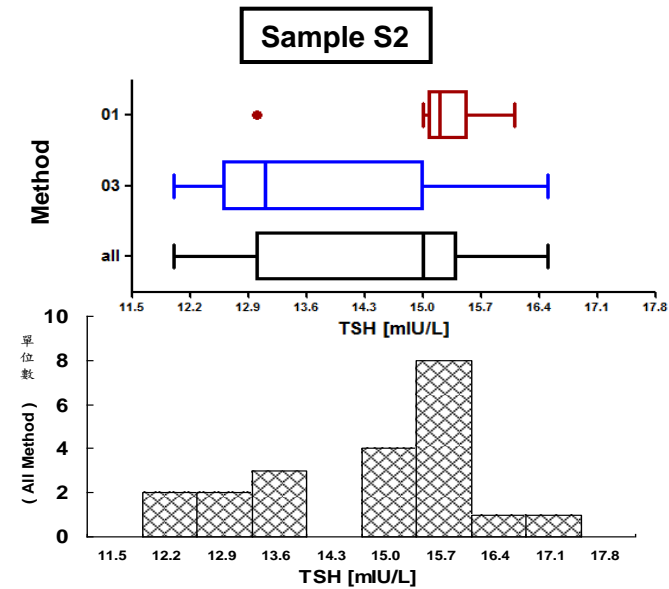 Sample S2
Method
01
03
all
11.5 12.2 12.9 13.6 14.3 15.0 15.7 16.4 17.1 17.8
TSH [mIU/L]
單位數
( All Method )
10
8
6
4
2
0
11.5 12.2 12.9 13.6 14.3 15.0 15.7 16.4 17.1 17.8
TSH [mIU/L]